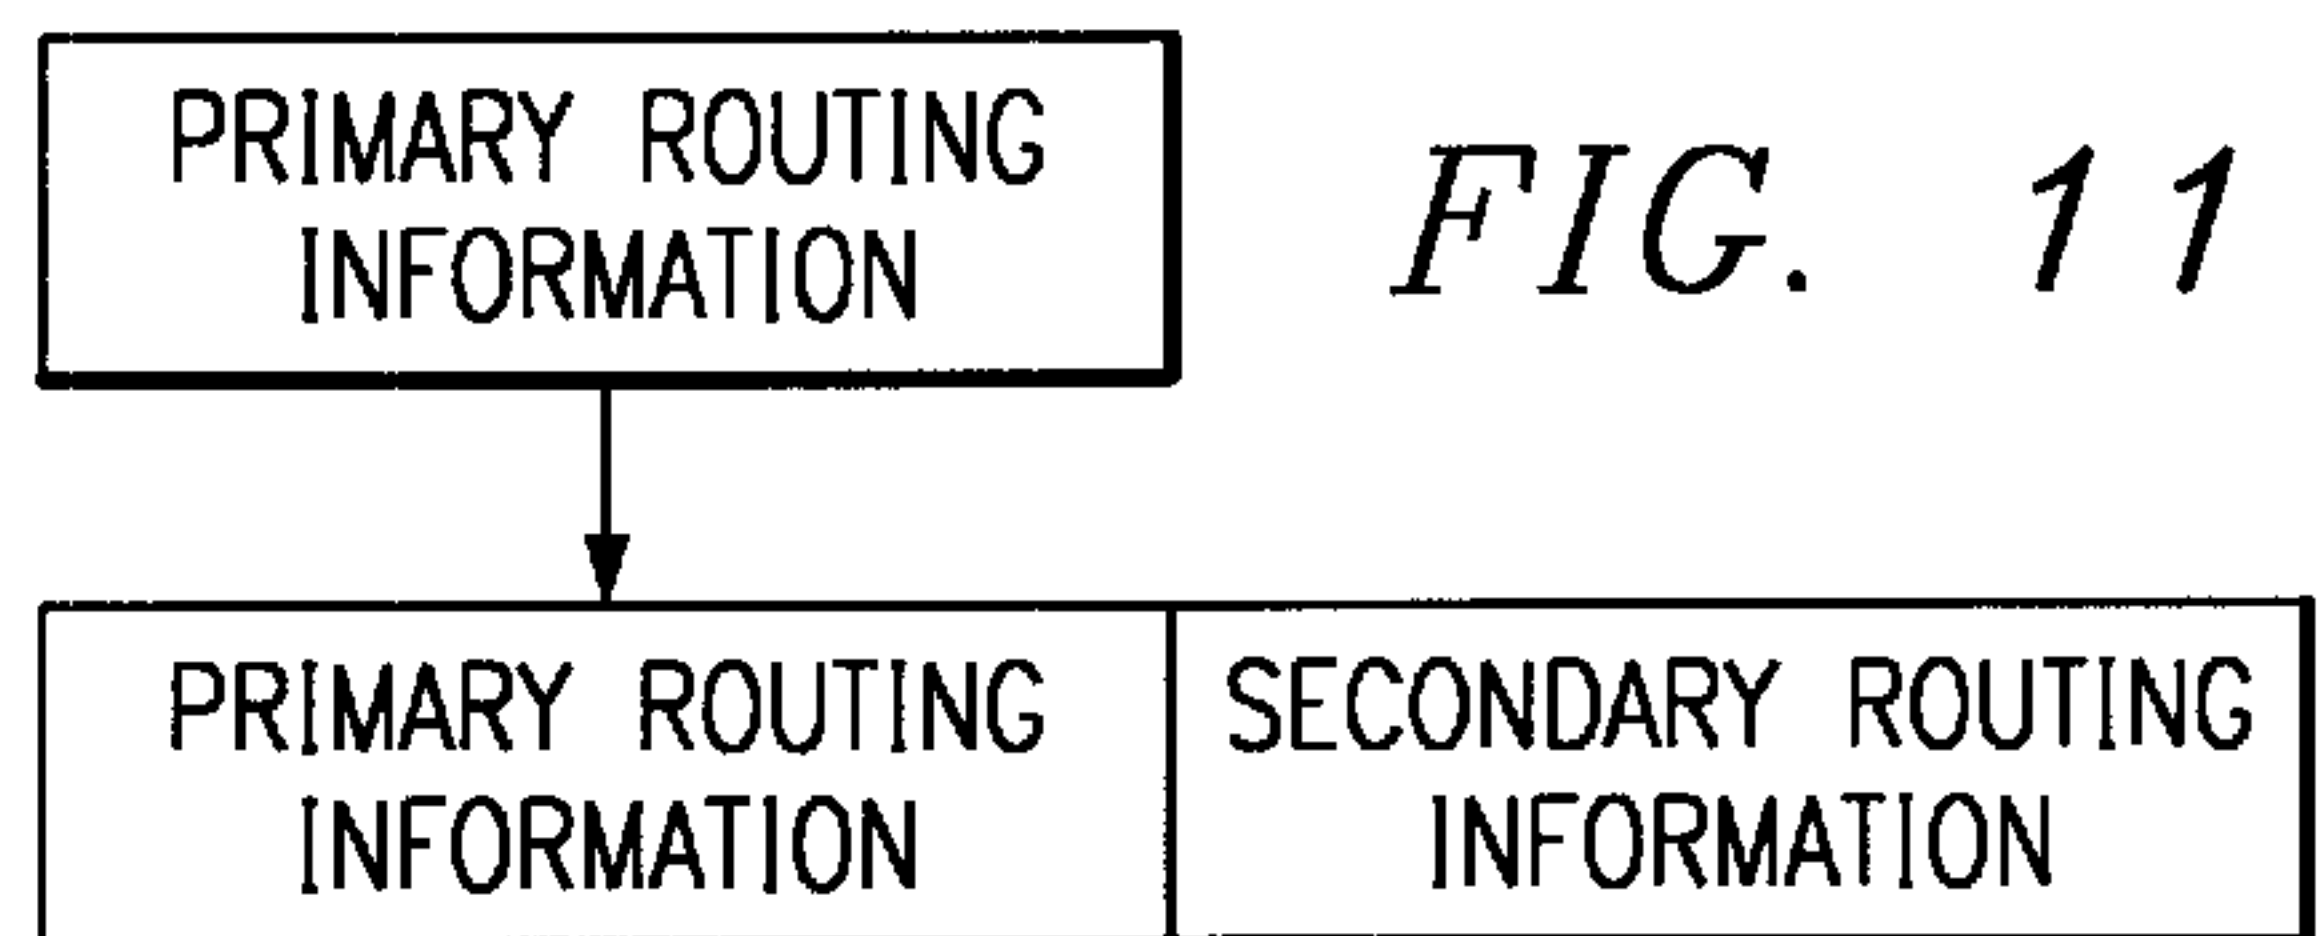 PRIMARY ROUTING
INFORMATION
FIG. 11
PRIMARY ROUTING
INFORMATION
SECONDARY ROUTING
INFORMATION